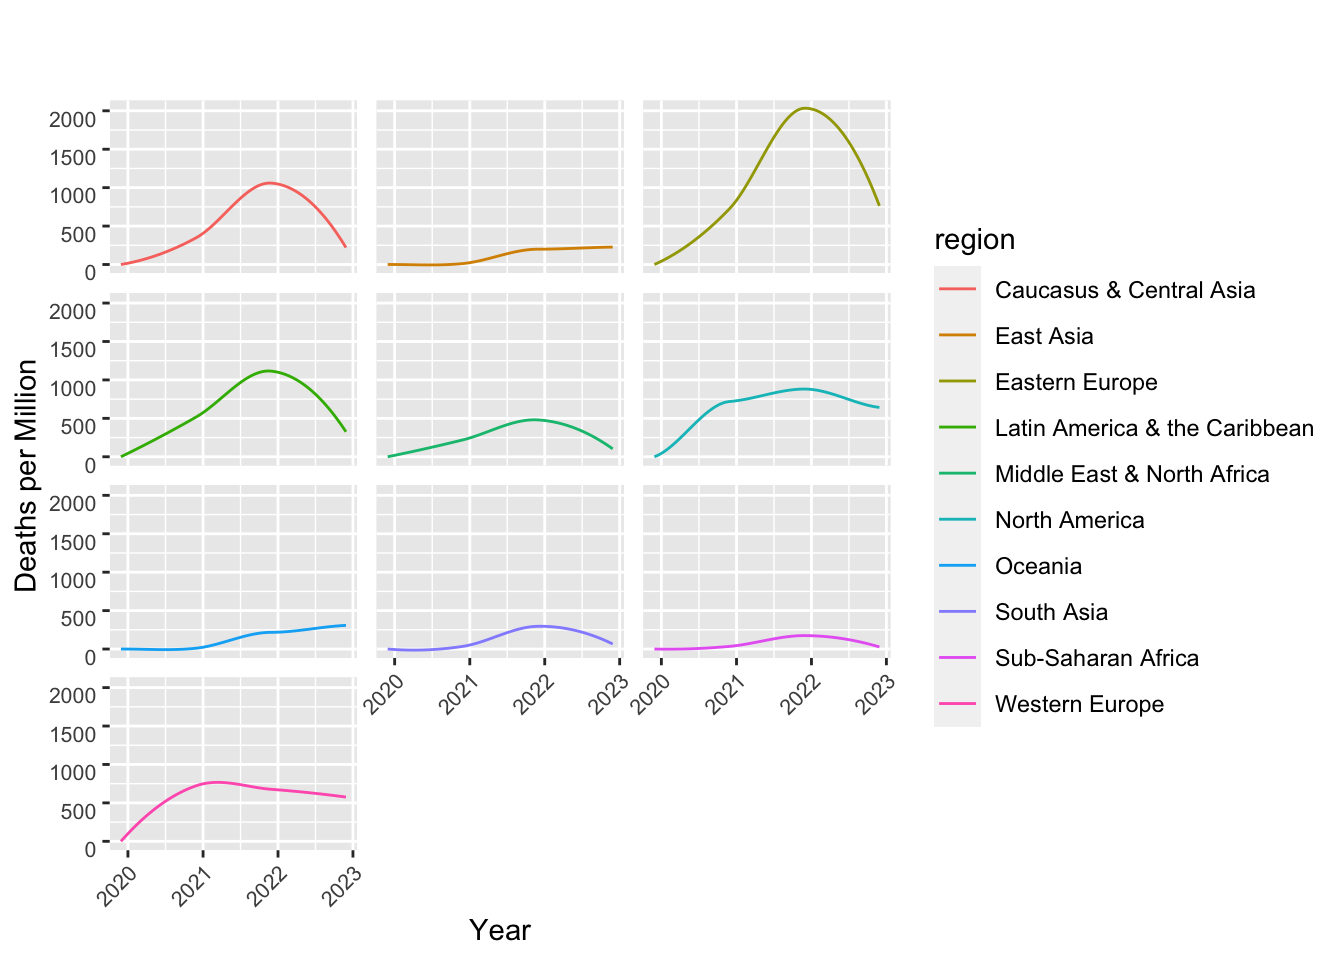 2000
1500
1000
500
0
2000
1500
1000
500
0
2000
1500
1000
500
0
2000
1500
1000
500
0
2020 2021 2022 2023
2020 2021 2022 2023
2020 2021 2022 2023
Deaths per Million
Year
region
Caucasus & Central Asia
East Asia
Eastern Europe
Latin America & the Caribbean
Middle East & North Africa
North America
Oceania
South Asia
Sub-Saharan Africa
Western Europe